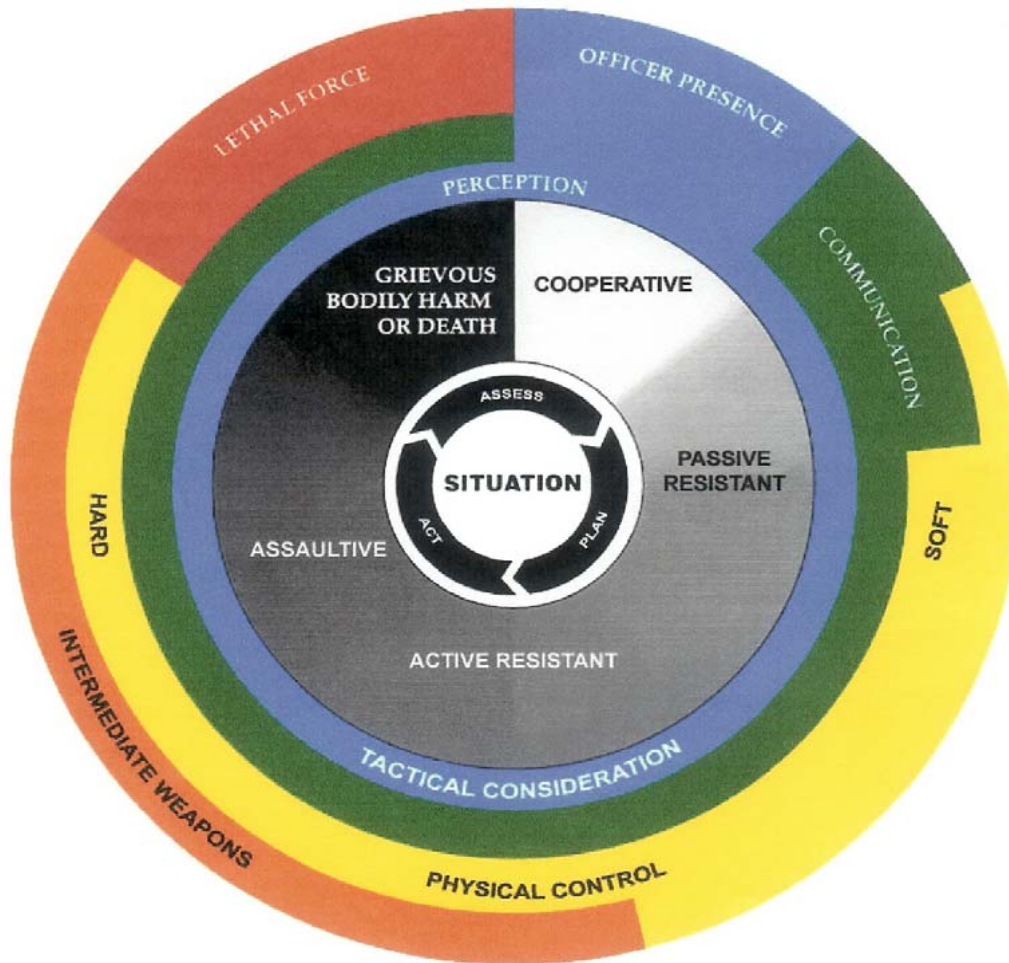 LETHAL FORCE
OFFICER PRESENCE
COMMUNICATION
PERCEPTION
GRIEVOUS
BODILY HARM
OR DEATH
COOPERATIVE
ASSESS
SITUATION
PLAN
ACT
PASSIVE
RESISTANT
ASSAULTIVE
ACTIVE RESISTANT
TACTICAL CONSIDERATION
HARD
SOFT
INTERMEDIATE WEAPONS
PHYSICAL CONTROL